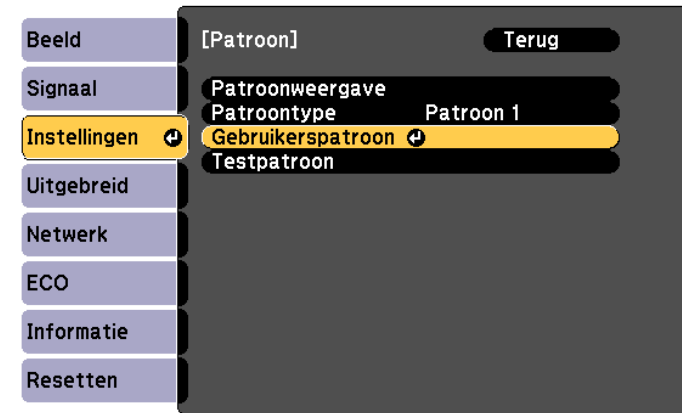 Beeld
Signaal
Instellingen
Uitgebreid
Netwerk
ECO
Informatie
Resetten
[Patroon] Terug
Patroonweergave
Patroontype Patroon 1
Gebruikerspatroon
Testpatroon